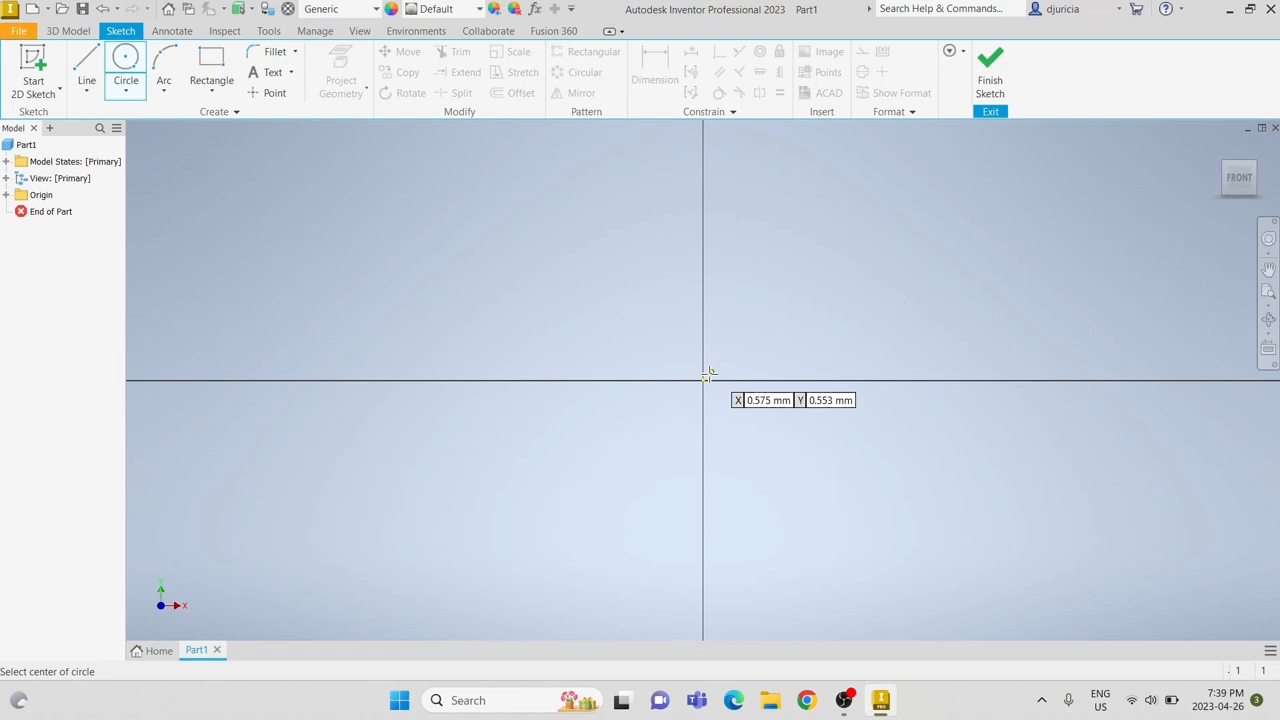 Generic Default Autodesk Inventor Professional 2023 Part1 Search Help & Commands... djuricia
File 3D Model Sketch Annotate Inspect Tools Manage View Environments Collaborate Fusion 360
Start
2D Sketch
Line
Circle
Arc
Rectangle
Fillet
Text
Point
Project
Geometry
Move Trim Scale
Copy Extend Stretch
Rotate Split Offset
Rectangular
Circular
Mirror
Dimension
Image
Points
ACAD
Show Format
Finish
Sketch
Sketch Create Modify Pattern Constrain Insert Format Exit
Model
Part1
Model States: [Primary]
View: [Primary]
Origin
End of Part
FRONT
X 0.575 mm Y 0.553 mm
Y
X
Home Part1
Select center of circle 1 1
Search
PRO
ENG
US
7:39 PM
2023-04-26
3